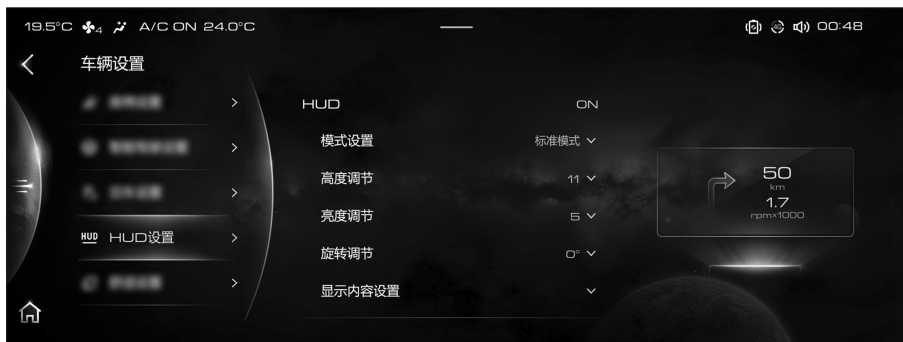 19.5°C 4 A/C ON 24.0°C
4G 00:48
车辆设置
HUD HUD设置
HUD ON
模式设置 标准模式
高度调节 11
亮度调节 5
旋转调节 0°
显示内容设置
50
km
1.7
rpm×1000